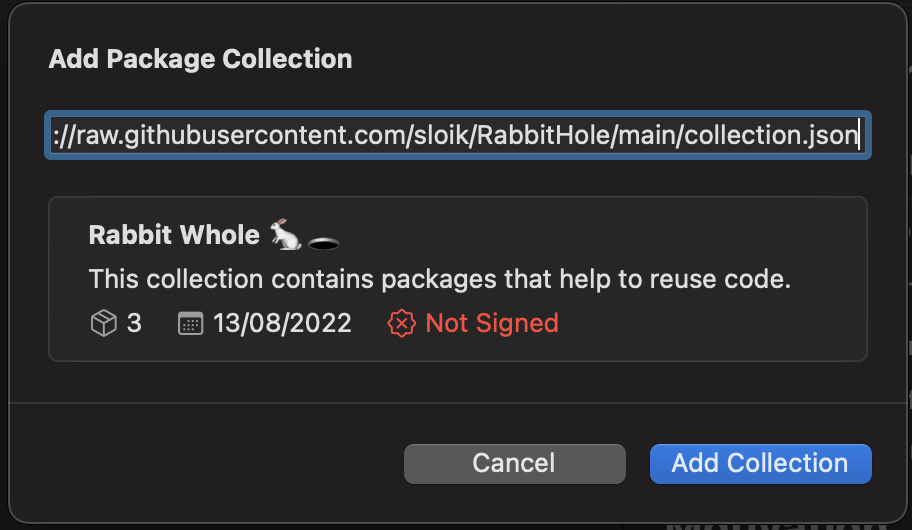 Add Package Collection
://raw.githubusercontent.com/sloik/RabbitHole/main/collection.json
Rabbit Whole 🐇🕳️
This collection contains packages that help to reuse code.
3 13/08/2022 Not Signed
Cancel Add Collection